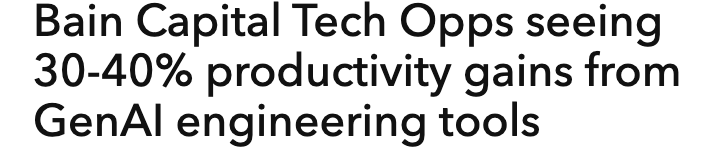 Bain Capital Tech Opps seeing
30-40% productivity gains from
GenAI engineering tools